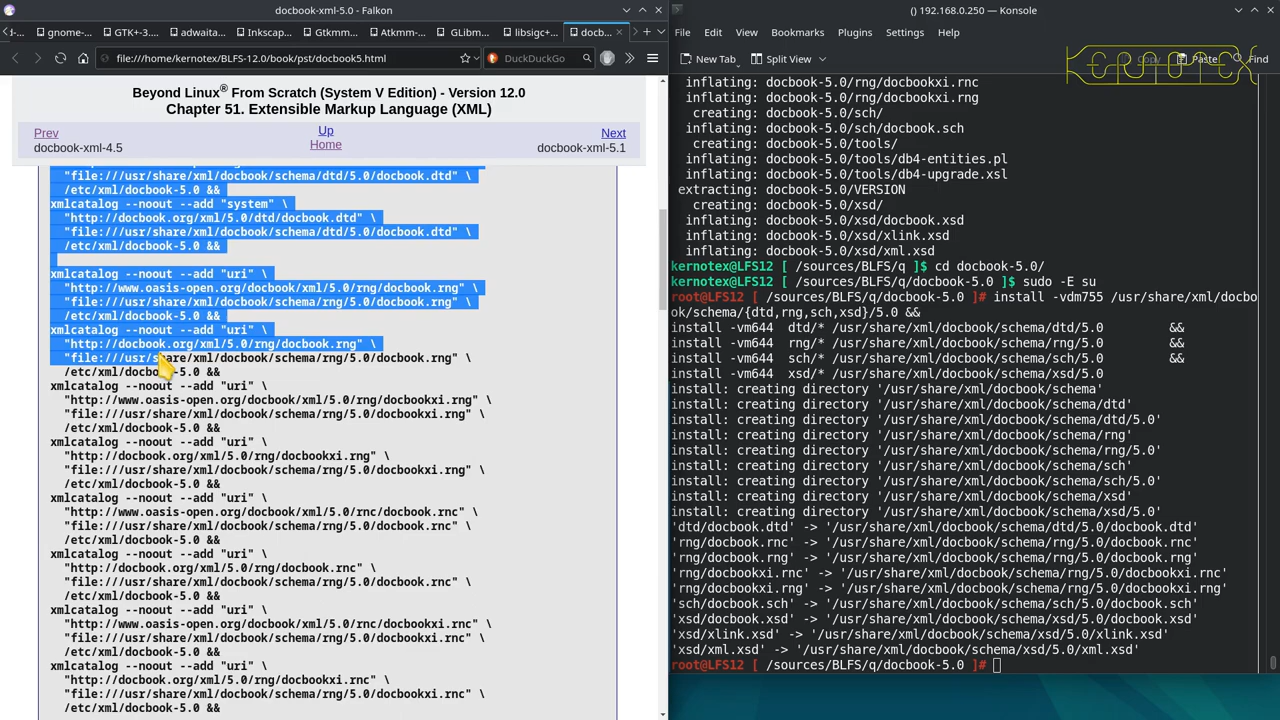 docbook-xml-5.0 - Falkon
gnome-...
GTK+-3....
adwaita...
Inkscap...
Gtkmm...
Atkmm-...
GLibm...
libsigc+...
docb...
file:///home/kernotex/BLFS-12.0/book/pst/docbook5.html
DuckDuckGo
Beyond Linux® From Scratch (System V Edition) - Version 12.0
Chapter 51. Extensible Markup Language (XML)
Prev
Up
Next
docbook-xml-4.5
Home
docbook-xml-5.1
"file:///usr/share/xml/docbook/schema/dtd/5.0/docbook.dtd" \
/etc/xml/docbook-5.0 &&
xmlcatalog --noout --add "system" \
"http://docbook.org/xml/5.0/dtd/docbook.dtd" \
"file:///usr/share/xml/docbook/schema/dtd/5.0/docbook.dtd" \
/etc/xml/docbook-5.0 &&
xmlcatalog --noout --add "uri" \
"http://www.oasis-open.org/docbook/xml/5.0/rng/docbook.rng" \
"file:///usr/share/xml/docbook/schema/rng/5.0/docbook.rng" \
/etc/xml/docbook-5.0 &&
xmlcatalog --noout --add "uri" \
"http://docbook.org/xml/5.0/rng/docbook.rng" \
"file:///usr/share/xml/docbook/schema/rng/5.0/docbook.rng" \
/etc/xml/docbook-5.0 &&
xmlcatalog --noout --add "uri" \
"http://www.oasis-open.org/docbook/xml/5.0/rng/docbookxi.rng" \
"file:///usr/share/xml/docbook/schema/rng/5.0/docbookxi.rng" \
/etc/xml/docbook-5.0 &&
xmlcatalog --noout --add "uri" \
"http://docbook.org/xml/5.0/rng/docbookxi.rng" \
"file:///usr/share/xml/docbook/schema/rng/5.0/docbookxi.rng" \
/etc/xml/docbook-5.0 &&
xmlcatalog --noout --add "uri" \
"http://www.oasis-open.org/docbook/xml/5.0/rnc/docbook.rnc" \
"file:///usr/share/xml/docbook/schema/rng/5.0/docbook.rnc" \
/etc/xml/docbook-5.0 &&
xmlcatalog --noout --add "uri" \
"http://docbook.org/xml/5.0/rng/docbook.rnc" \
"file:///usr/share/xml/docbook/schema/rng/5.0/docbook.rnc" \
/etc/xml/docbook-5.0 &&
xmlcatalog --noout --add "uri" \
"http://www.oasis-open.org/docbook/xml/5.0/rnc/docbookxi.rnc" \
"file:///usr/share/xml/docbook/schema/rng/5.0/docbookxi.rnc" \
/etc/xml/docbook-5.0 &&
xmlcatalog --noout --add "uri" \
"http://docbook.org/xml/5.0/rng/docbookxi.rnc" \
"file:///usr/share/xml/docbook/schema/rng/5.0/docbookxi.rnc" \
/etc/xml/docbook-5.0 &&
() 192.168.0.250 — Konsole
File Edit View Bookmarks Plugins Settings Help
New Tab Split View Copy Paste Find
KERNOTEX
inflating: docbook-5.0/rng/docbookxi.rnc
inflating: docbook-5.0/rng/docbookxi.rng
creating: docbook-5.0/sch/
inflating: docbook-5.0/sch/docbook.sch
creating: docbook-5.0/tools/
inflating: docbook-5.0/tools/db4-entities.pl
inflating: docbook-5.0/tools/db4-upgrade.xsl
extracting: docbook-5.0/VERSION
creating: docbook-5.0/xsd/
inflating: docbook-5.0/xsd/docbook.xsd
inflating: docbook-5.0/xsd/xlink.xsd
inflating: docbook-5.0/xsd/xml.xsd
kernotex@LFS12 [ /sources/BLFS/q ]$ cd docbook-5.0/
kernotex@LFS12 [ /sources/BLFS/q/docbook-5.0 ]$ sudo -E su
root@LFS12 [ /sources/BLFS/q/docbook-5.0 ]# install -vdm755 /usr/share/xml/docbo
ok/schema/{dtd,rng,sch,xsd}/5.0 &&
install -vm644 dtd/* /usr/share/xml/docbook/schema/dtd/5.0 &&
install -vm644 rng/* /usr/share/xml/docbook/schema/rng/5.0 &&
install -vm644 sch/* /usr/share/xml/docbook/schema/sch/5.0 &&
install -vm644 xsd/* /usr/share/xml/docbook/schema/xsd/5.0
install: creating directory '/usr/share/xml/docbook/schema'
install: creating directory '/usr/share/xml/docbook/schema/dtd'
install: creating directory '/usr/share/xml/docbook/schema/dtd/5.0'
install: creating directory '/usr/share/xml/docbook/schema/rng'
install: creating directory '/usr/share/xml/docbook/schema/rng/5.0'
install: creating directory '/usr/share/xml/docbook/schema/sch'
install: creating directory '/usr/share/xml/docbook/schema/sch/5.0'
install: creating directory '/usr/share/xml/docbook/schema/xsd'
install: creating directory '/usr/share/xml/docbook/schema/xsd/5.0'
'dtd/docbook.dtd' -> '/usr/share/xml/docbook/schema/dtd/5.0/docbook.dtd'
'rng/docbook.rnc' -> '/usr/share/xml/docbook/schema/rng/5.0/docbook.rnc'
'rng/docbook.rng' -> '/usr/share/xml/docbook/schema/rng/5.0/docbook.rng'
'rng/docbookxi.rnc' -> '/usr/share/xml/docbook/schema/rng/5.0/docbookxi.rnc'
'rng/docbookxi.rng' -> '/usr/share/xml/docbook/schema/rng/5.0/docbookxi.rng'
'sch/docbook.sch' -> '/usr/share/xml/docbook/schema/sch/5.0/docbook.sch'
'xsd/docbook.xsd' -> '/usr/share/xml/docbook/schema/xsd/5.0/docbook.xsd'
'xsd/xlink.xsd' -> '/usr/share/xml/docbook/schema/xsd/5.0/xlink.xsd'
'xsd/xml.xsd' -> '/usr/share/xml/docbook/schema/xsd/5.0/xml.xsd'
root@LFS12 [ /sources/BLFS/q/docbook-5.0 ]#